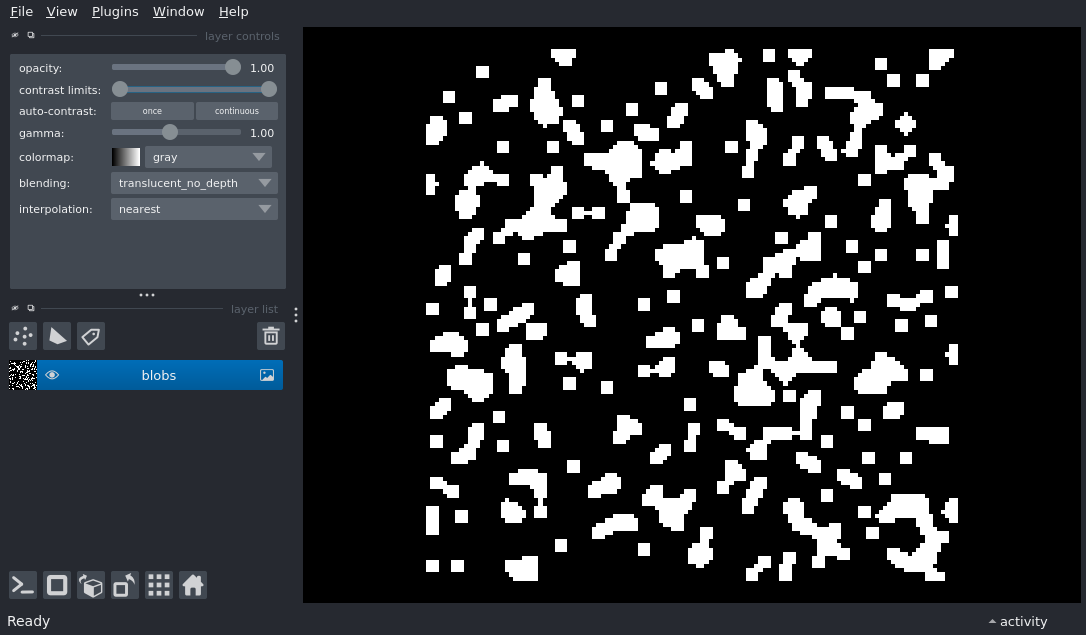 File View Plugins Window Help
layer controls
opacity: 1.00
contrast limits:
auto-contrast: once continuous
gamma: 1.00
colormap: gray
blending: translucent_no_depth
interpolation: nearest
layer list
blobs
Ready activity